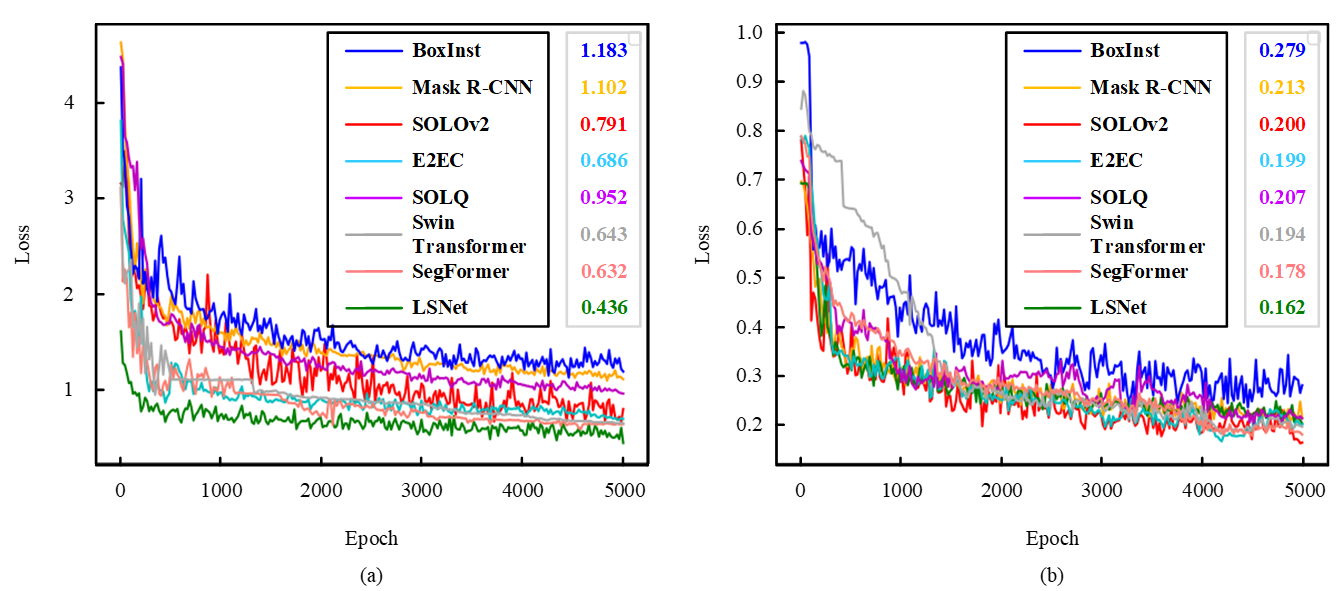 Loss
4
3
2
1
0
1000
2000
3000
4000
5000
Epoch
(a)
BoxInst 1.183
Mask R-CNN 1.102
SOLOv2 0.791
E2EC 0.686
SOLQ 0.952
Swin
Transformer 0.643
SegFormer 0.632
LSNet 0.436
Loss
1.0
0.9
0.8
0.7
0.6
0.5
0.4
0.3
0.2
0
1000
2000
3000
4000
5000
Epoch
(b)
BoxInst 0.279
Mask R-CNN 0.213
SOLOv2 0.200
E2EC 0.199
SOLQ 0.207
Swin
Transformer 0.194
SegFormer 0.178
LSNet 0.162